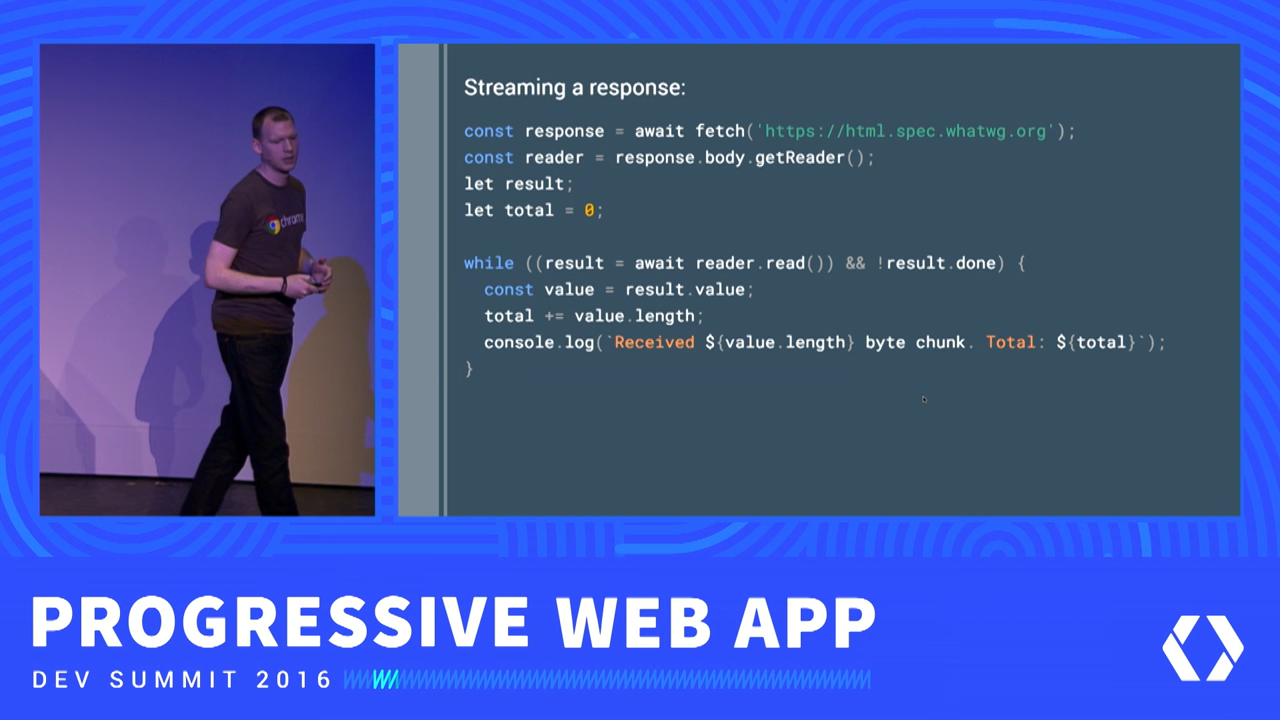 chrome
Streaming a response:
const response = await fetch('https://html.spec.whatwg.org');
const reader = response.body.getReader();
let result;
let total = 0;
while ((result = await reader.read()) && !result.done) {
const value = result.value;
total += value.length;
console.log(`Received ${value.length} byte chunk. Total: ${total}`);
}
PROGRESSIVE WEB APP
DEV SUMMIT 2016